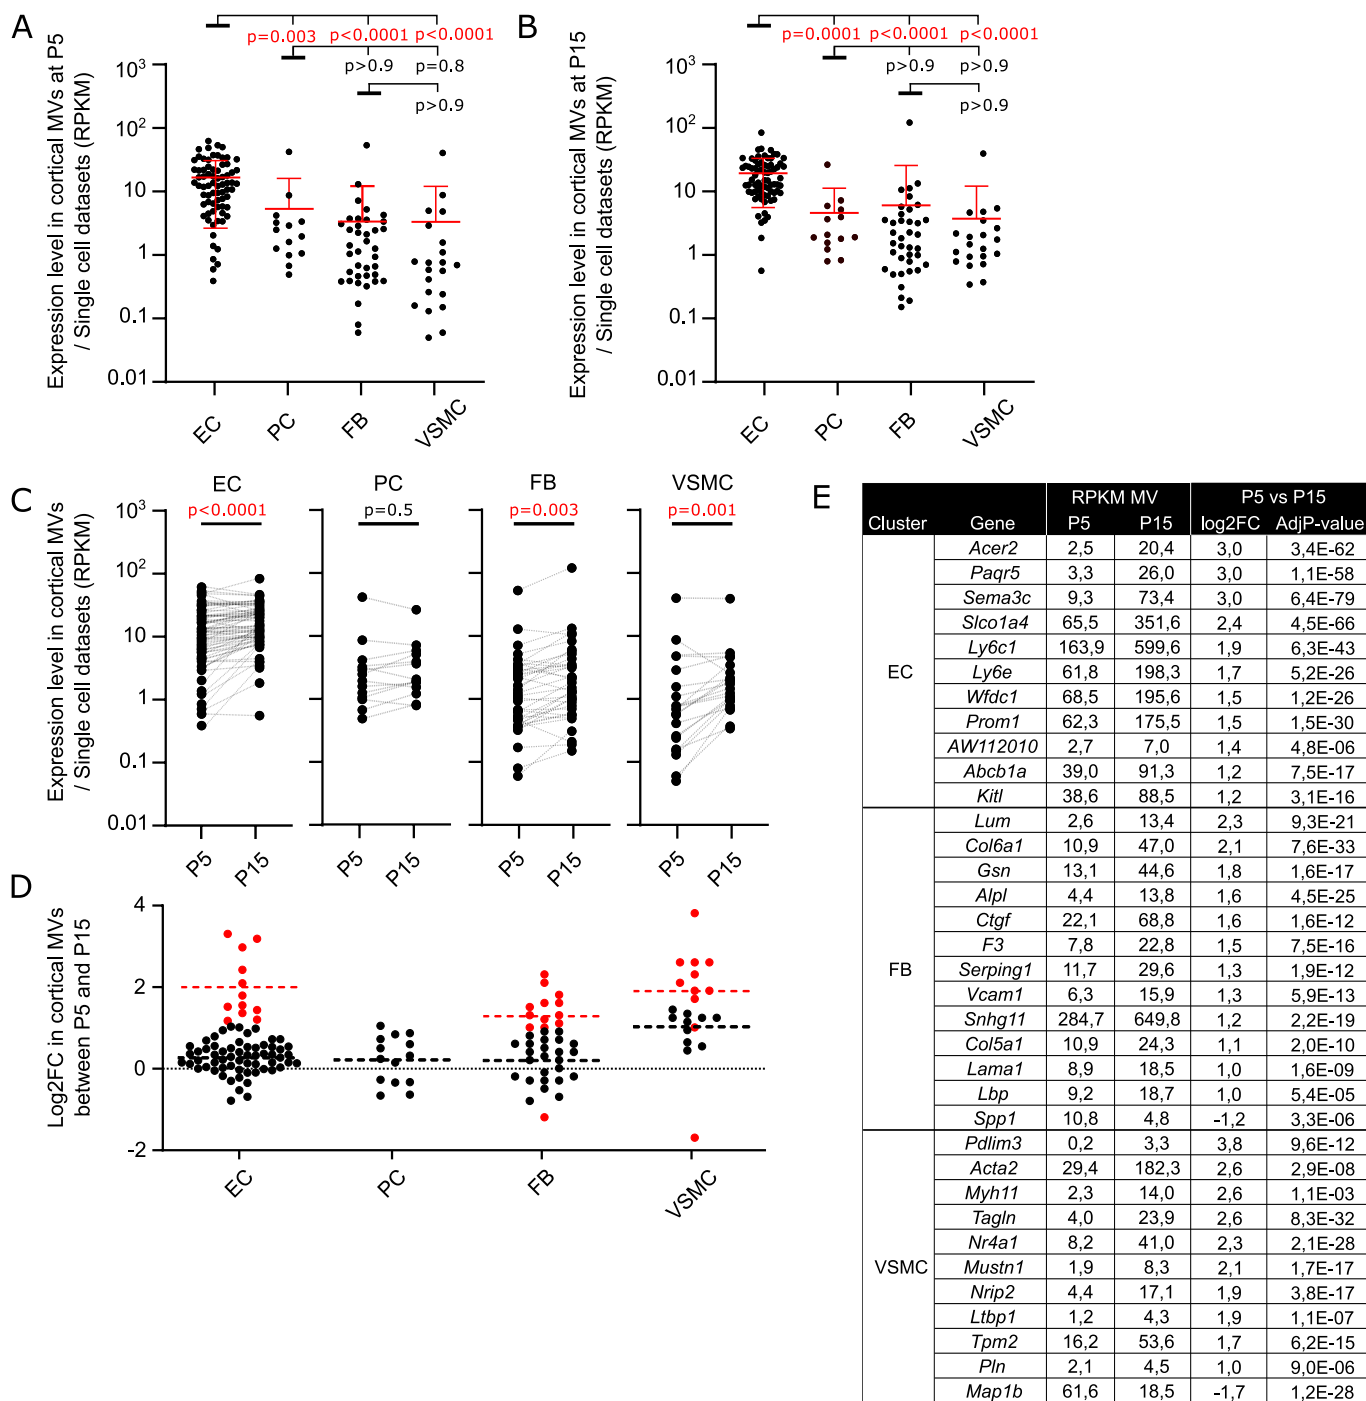 A
p=0.003 p<0.0001 p<0.0001
p>0.9 p=0.8
p>0.9
Expression level in cortical MVs at P5
/ Single cell datasets (RPKM)
10³
10²
10
1
0.1
0.01
EC PC FB VSMC
B
p=0.0001 p<0.0001 p<0.0001
p>0.9 p>0.9
p>0.9
Expression level in cortical MVs at P15
/ Single cell datasets (RPKM)
10³
10²
10
1
0.1
0.01
EC PC FB VSMC
C
EC PC FB VSMC
p<0.0001 p=0.5 p=0.003 p=0.001
Expression level in cortical MVs
/ Single cell datasets (RPKM)
10³
10²
10
1
0.1
0.01
P5 P15 P5 P15 P5 P15 P5 P15
D
Log2FC in cortical MVs
between P5 and P15
4
2
0
-2
EC PC FB VSMC
E
RPKM MV P5 vs P15
Cluster Gene P5 P15 log2FC AdjP-value
EC
Acer2 2,5 20,4 3,0 3,4E-62
Paqr5 3,3 26,0 3,0 1,1E-58
Sema3c 9,3 73,4 3,0 6,4E-79
Slco1a4 65,5 351,6 2,4 4,5E-66
Ly6c1 163,9 599,6 1,9 6,3E-43
Ly6e 61,8 198,3 1,7 5,2E-26
Wfdc1 68,5 195,6 1,5 1,2E-26
Prom1 62,3 175,5 1,5 1,5E-30
AW112010 2,7 7,0 1,4 4,8E-06
Abcb1a 39,0 91,3 1,2 7,5E-17
Kitl 38,6 88,5 1,2 3,1E-16
FB
Lum 2,6 13,4 2,3 9,3E-21
Col6a1 10,9 47,0 2,1 7,6E-33
Gsn 13,1 44,6 1,8 1,6E-17
Alpl 4,4 13,8 1,6 4,5E-25
Ctgf 22,1 68,8 1,6 1,6E-12
F3 7,8 22,8 1,5 7,5E-16
Serping1 11,7 29,6 1,3 1,9E-12
Vcam1 6,3 15,9 1,3 5,9E-13
Snhg11 284,7 649,8 1,2 2,2E-19
Col5a1 10,9 24,3 1,1 2,0E-10
Lama1 8,9 18,5 1,0 1,6E-09
Lbp 9,2 18,7 1,0 5,4E-05
Spp1 10,8 4,8 -1,2 3,3E-06
VSMC
Pdlim3 0,2 3,3 3,8 9,6E-12
Acta2 29,4 182,3 2,6 2,9E-08
Myh11 2,3 14,0 2,6 1,1E-03
Tagln 4,0 23,9 2,6 8,3E-32
Nr4a1 8,2 41,0 2,3 2,1E-28
Mustn1 1,9 8,3 2,1 1,7E-17
Nrip2 4,4 17,1 1,9 3,8E-17
Ltbp1 1,2 4,3 1,9 1,1E-07
Tpm2 16,2 53,6 1,7 6,2E-15
Pln 2,1 4,5 1,0 9,0E-06
Map1b 61,6 18,5 -1,7 1,2E-28